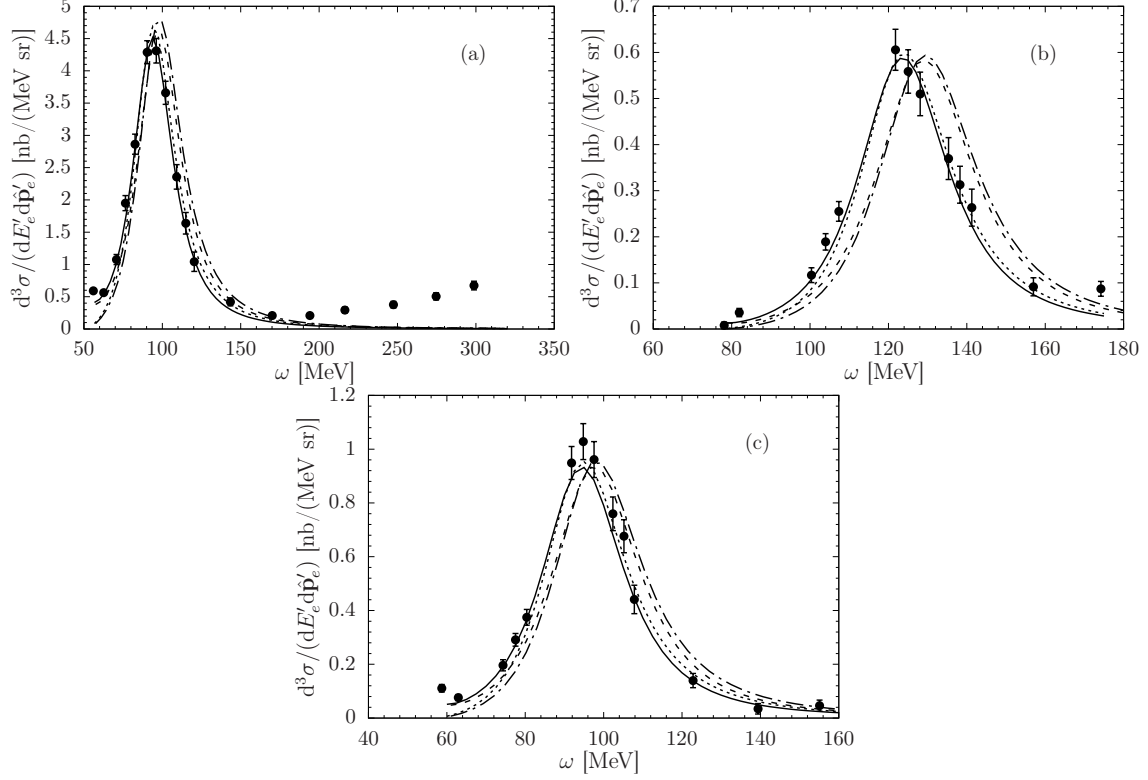 5
4.5
4
3.5
3
2.5
2
1.5
1
0.5
0
d³σ/(dE′ₑdp̂′ₑ) [nb/(MeV sr)]
(a)
50 100 150 200 250 300 350
ω [MeV]
0.7
0.6
0.5
0.4
0.3
0.2
0.1
0
d³σ/(dE′ₑdp̂′ₑ) [nb/(MeV sr)]
(b)
60 80 100 120 140 160 180
ω [MeV]
1.2
1
0.8
0.6
0.4
0.2
0
d³σ/(dE′ₑdp̂′ₑ) [nb/(MeV sr)]
(c)
40 60 80 100 120 140 160
ω [MeV]